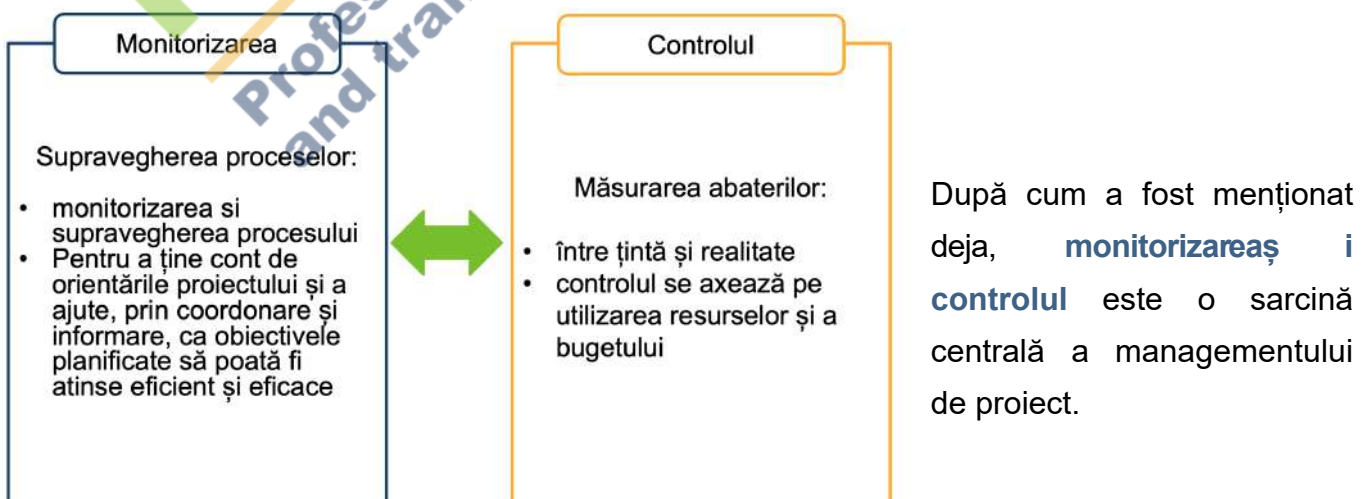 Profes
and tran
Monitorizarea
Supravegherea proceselor:
• monitorizarea si
supravegherea procesului
• Pentru a ține cont de
orientările proiectului și a
ajute, prin coordonare și
informare, ca obiectivele
planificate să poată fi
atinse eficient și eficace
Controlul
Măsurarea abaterilor:
• între țintă și realitate
• controlul se axează pe
utilizarea resurselor și a
bugetului
După cum a fost menționat
deja, monitorizareaș i
controlul este o sarcină
centrală a managementului
de proiect.